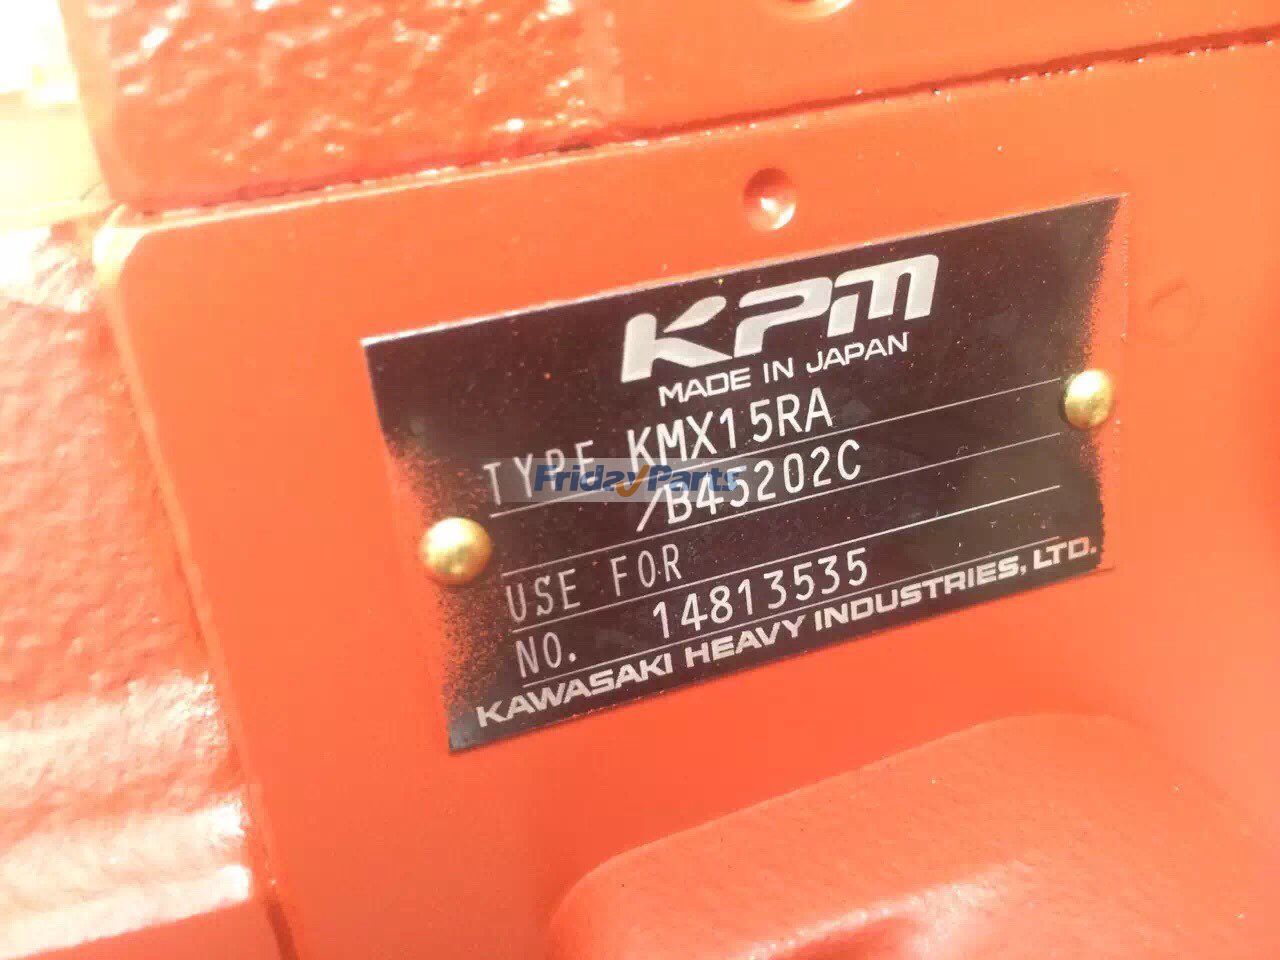 KPM
MADE IN JAPAN
TYPE KMX15RA
FridayParts
/B45202C
USE FOR
NO. 14813535
KAWASAKI HEAVY INDUSTRIES, LTD.